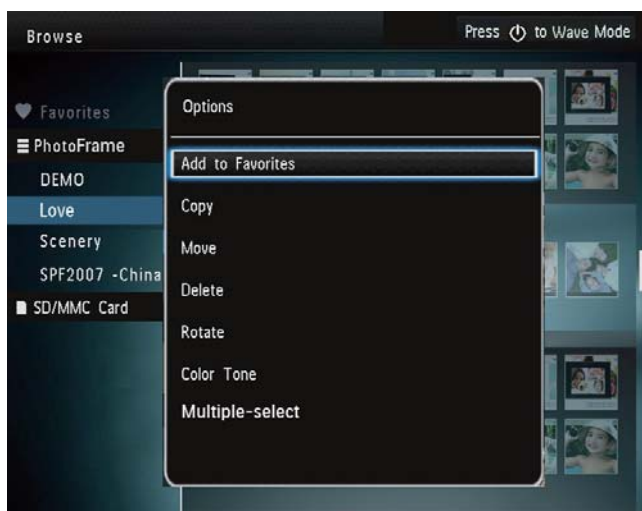 Browse
Press to Wave Mode
Favorites
PhotoFrame
DEMO
Love
Scenery
SPF2007 -China
SD/MMC Card
Options
Add to Favorites
Copy
Move
Delete
Rotate
Color Tone
Multiple-select